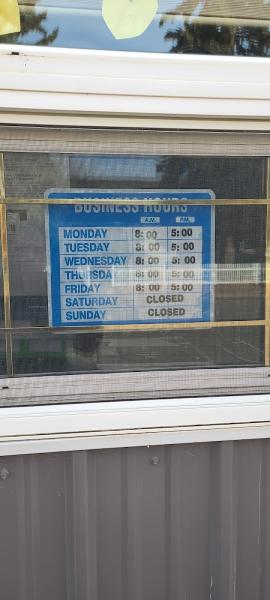 BUSINESS HOURS
A.M. P.M.
MONDAY 8:00 5:00
TUESDAY 8:00 5:00
WEDNESDAY 8:00 5:00
THURSDAY 8:00 5:00
FRIDAY 8:00 5:00
SATURDAY CLOSED
SUNDAY CLOSED